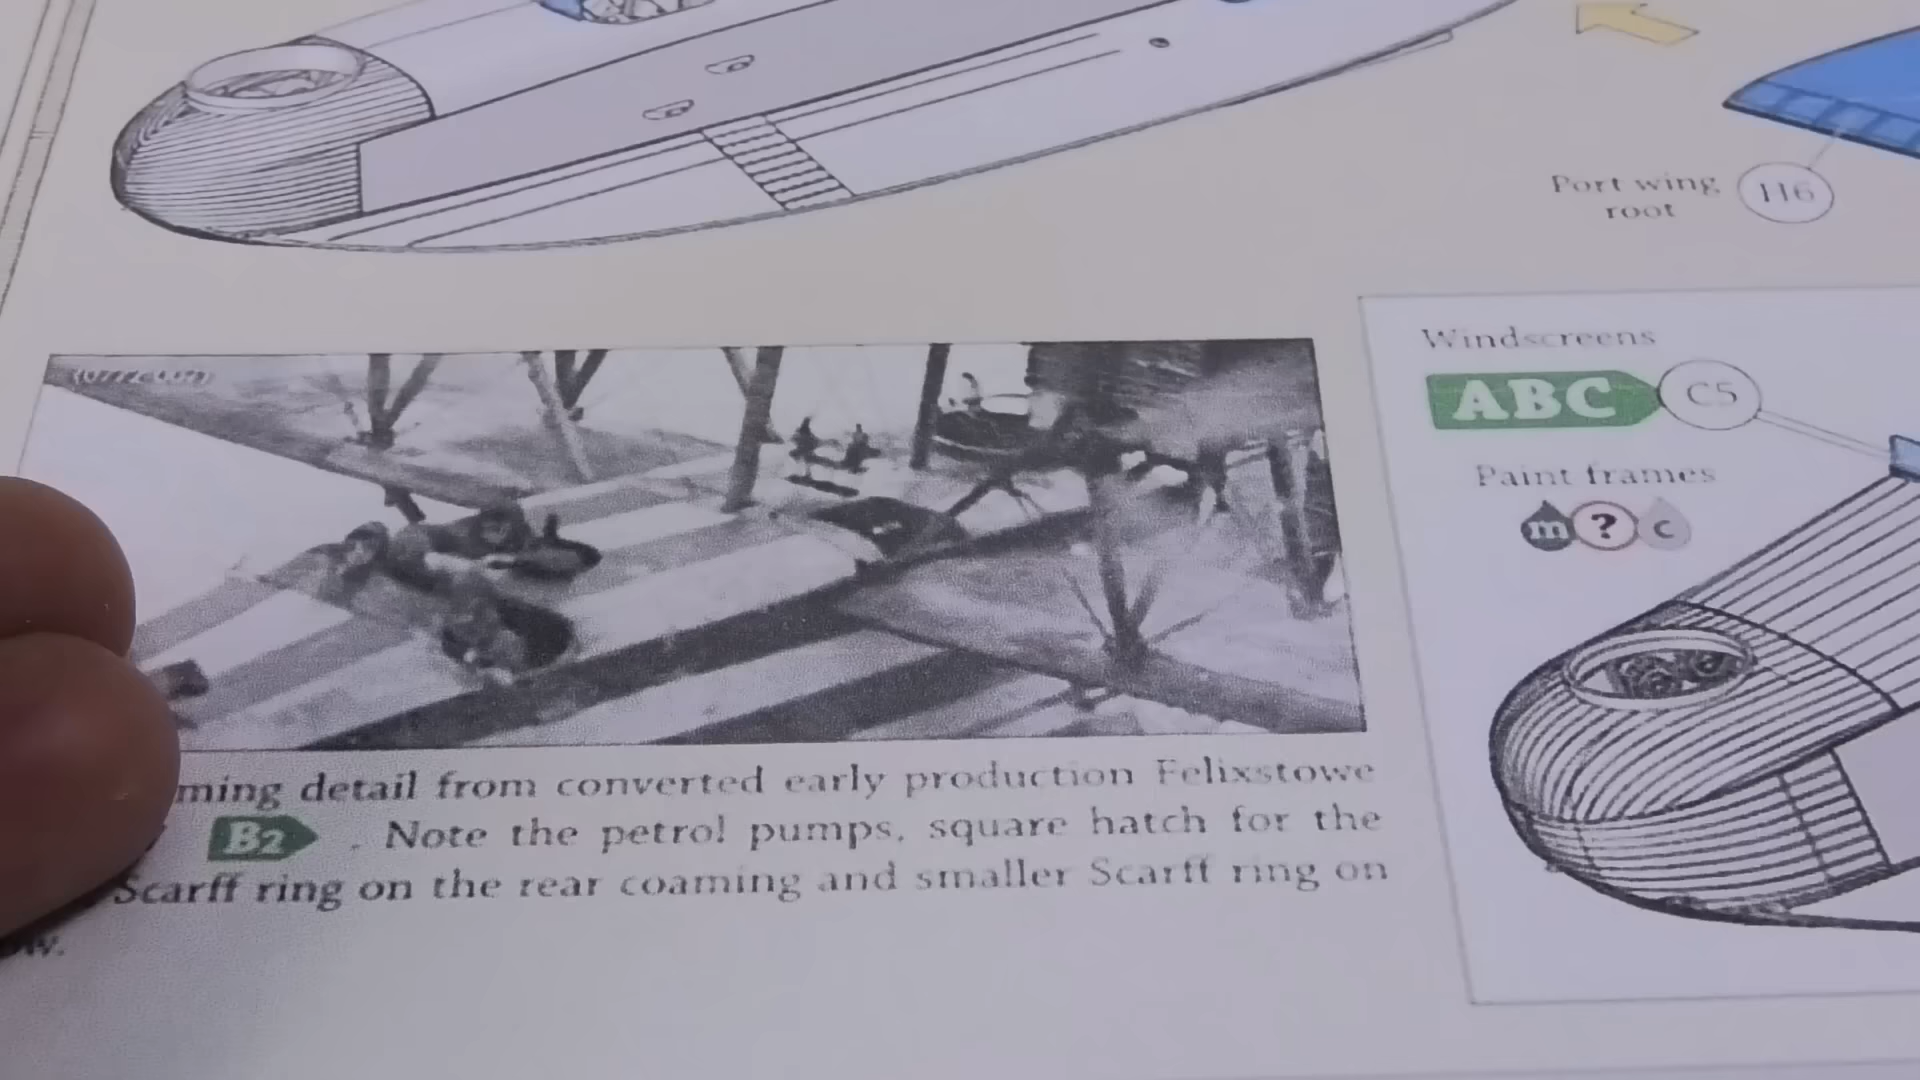 Port wing
root
H6
Windscreens
ABC
C5
Paint frames
m ? c
ming detail from converted early production Felixstowe
B2 . Note the petrol pumps, square hatch for the
Scarff ring on the rear coaming and smaller Scarff ring on
w.